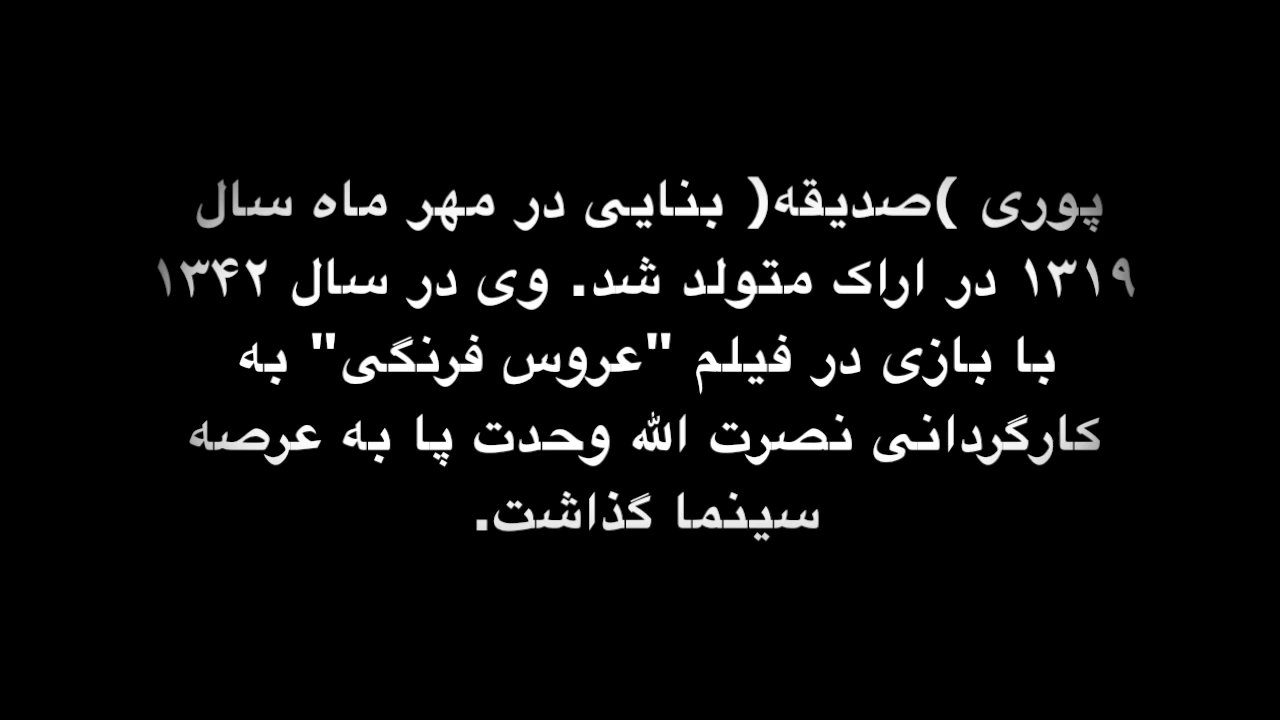 پوری )صدیقه( بنایی در مهر ماه سال
۱۳۱۹ در اراک متولد شد. وی در سال ۱۳۴۲
با بازی در فیلم "عروس فرنگی" به
کارگردانی نصرت الله وحدت پا به عرصه
سینما گذاشت.